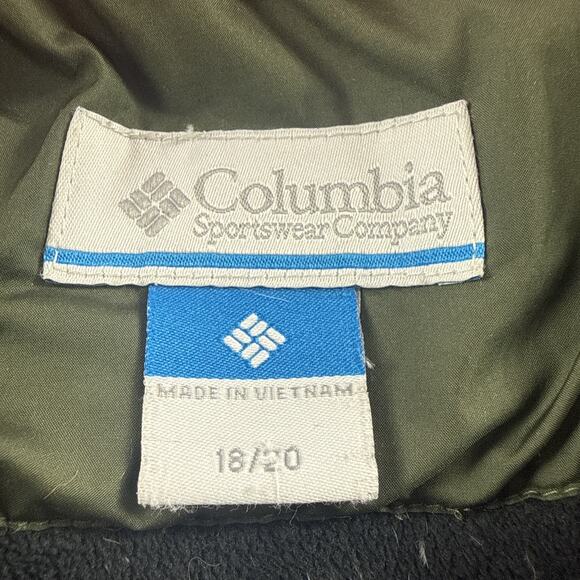 Columbia
Sportswear Company
MADE IN VIETNAM
18/20